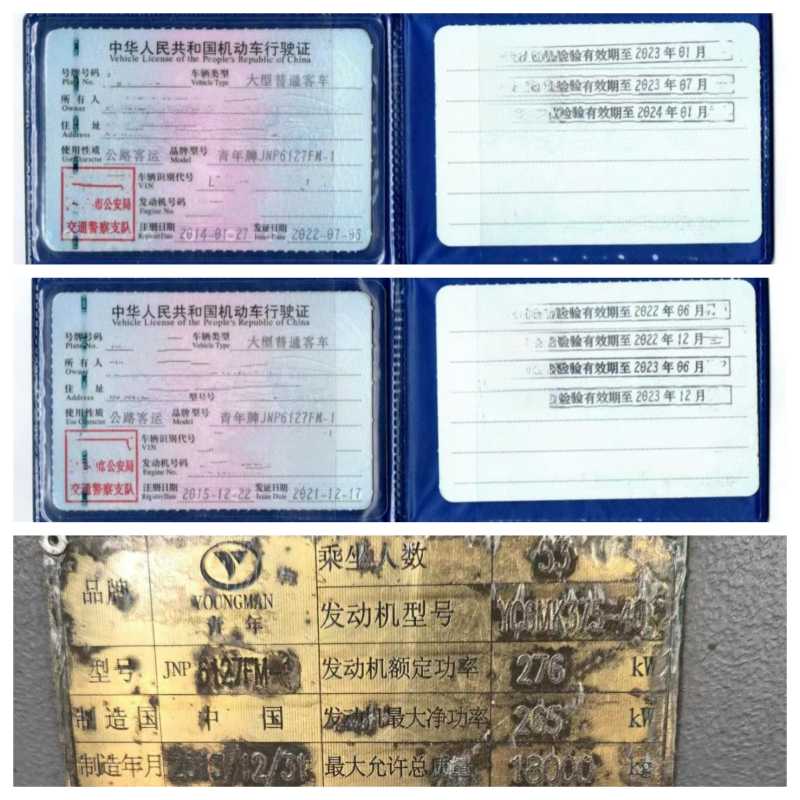 中华人民共和国机动车行驶证
Vehicle License of the People's Republic of China
号牌号码 Plate No. 车辆类型 Vehicle Type 大型普通客车
所有人 Owner
住址 Address
使用性质 Use Character 公路客运 品牌型号 Model 青年牌JNP6127FM-1
车辆识别代号 VIN L
市公安局
交通警察支队
发动机号码 Engine No.
注册日期 Register Date 2014-01-27 发证日期 Issue Date 2022-07-
检验有效期至 2023年01月
检验有效期至 2023年07月
检验有效期至 2024年01月
中华人民共和国机动车行驶证
Vehicle License of the People's Republic of China
号牌号码 Plate No. 车辆类型 Vehicle Type 大型普通客车
所有人 Owner
住址 Address 型号号
使用性质 Use Character 公路客运 品牌型号 Model 青年牌JNP6127FM-1
车辆识别代号 VIN
市公安局
交通警察支队
发动机号码 Engine No.
注册日期 Register Date 2015-12-22 发证日期 Issue Date 2021-12-17
检验有效期至 2022年06月
检验有效期至 2022年12月
检验有效期至 2023年06月
检验有效期至 2023年12月
品牌 YOUNGMAN 青年 乘坐人数
发动机型号 YC6MK375-40
型号 JNP 6127FM- 发动机额定功率 276 kW
制造国 中国 发动机最大净功率 265 kW
制造年月 2013/12/31 最大允许总质量 18000 kg